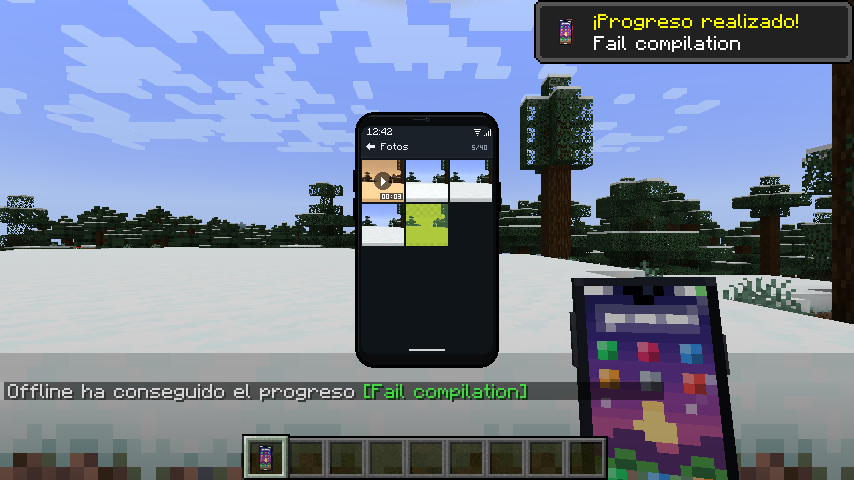 ¡Progreso realizado!
Fail compilation
12:42
Fotos
5/40
00:03
Offline ha conseguido el progreso [Fail compilation]